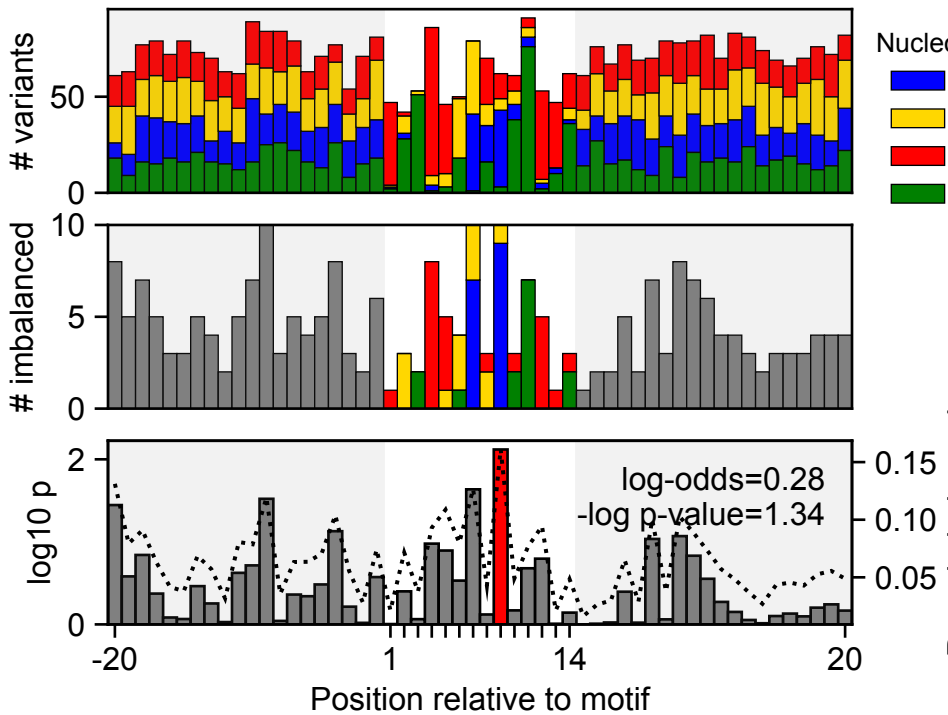 # variants
50
0
Nucleo
# imbalanced
10
5
0
log10 p
2
0
log-odds=0.28
-log p-value=1.34
0.15
0.10
0.05
-20
1
14
20
Position relative to motif